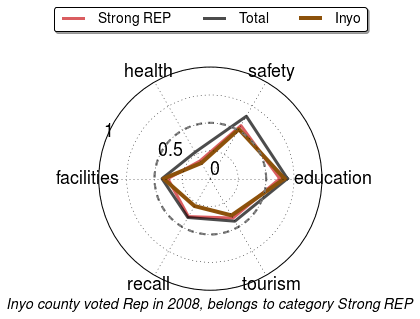 Strong REP Total Inyo
health safety
1
0.5
0
facilities education
recall tourism
Inyo county voted Rep in 2008, belongs to category Strong REP